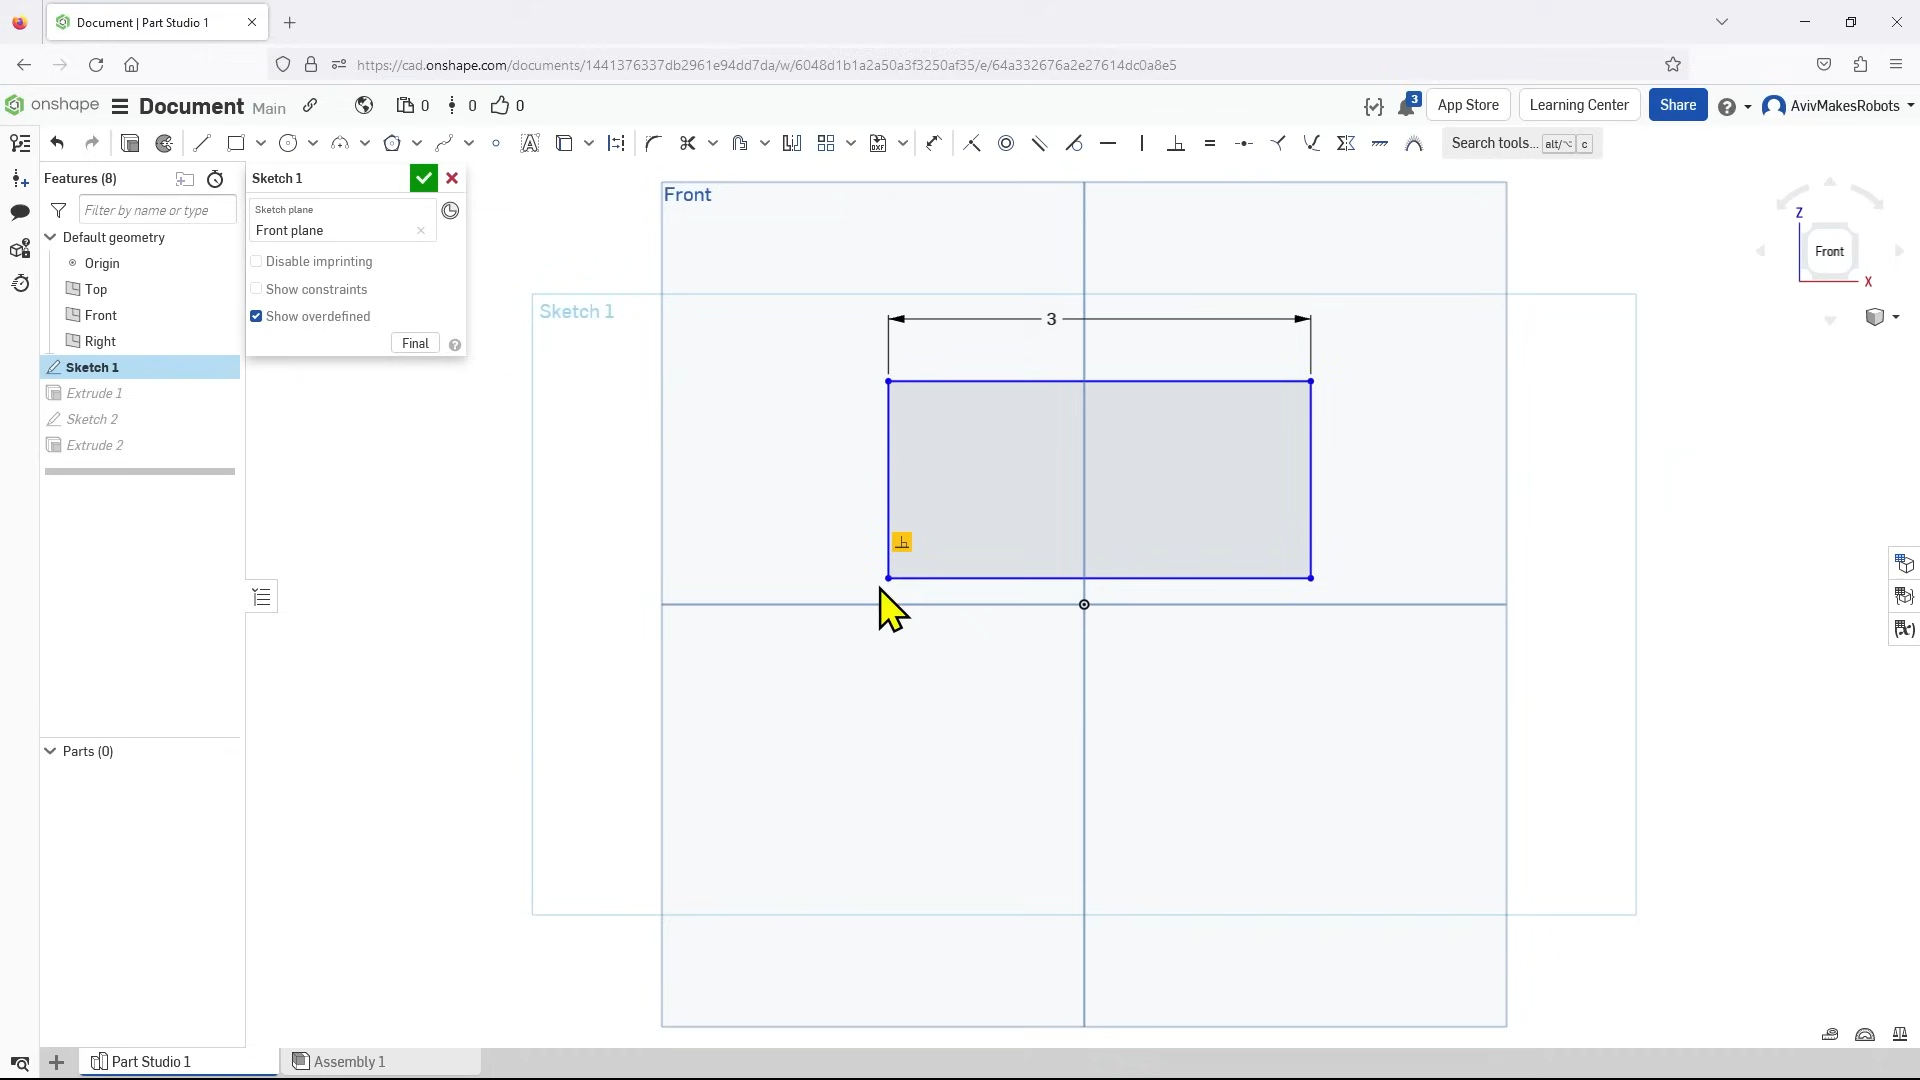 Document | Part Studio 1
https://cad.onshape.com/documents/1441376337db2961e94dd7da/w/6048d1b1a2a50a3f3250af35/e/64a332676a2e27614dc0a8e5
onshape Document Main 0 0 0 3 App Store Learning Center Share AvivMakesRobots
Search tools... alt/⌥ c
Features (8)
Filter by name or type
Default geometry
Origin
Top
Front
Right
Sketch 1
Extrude 1
Sketch 2
Extrude 2
Parts (0)
Sketch 1
Sketch plane
Front plane
Disable imprinting
Show constraints
Show overdefined
Final
Front
Sketch 1
3
Z
Front
X
Part Studio 1
Assembly 1